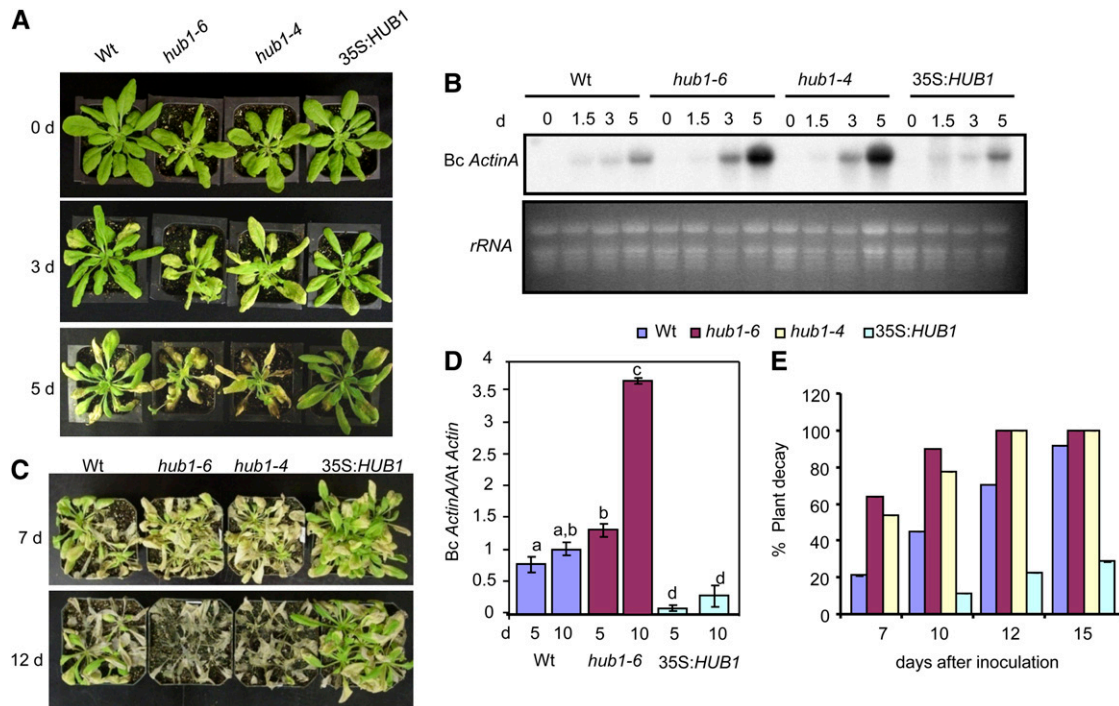 A
Wt hub1-6 hub1-4 35S:HUB1
0 d
3 d
5 d
B
Wt hub1-6 hub1-4 35S:HUB1
d 0 1.5 3 5 0 1.5 3 5 0 1.5 3 5 0 1.5 3 5
Bc ActinA
rRNA
C
Wt hub1-6 hub1-4 35S:HUB1
7 d
12 d
Wt hub1-6 hub1-4 35S:HUB1
D
Bc ActinA/At Actin
4
3.5
3
2.5
2
1.5
1
0.5
0
a a,b b c d d
d 5 10 5 10 5 10
Wt hub1-6 35S:HUB1
E
% Plant decay
120
100
80
60
40
20
0
7 10 12 15
days after inoculation